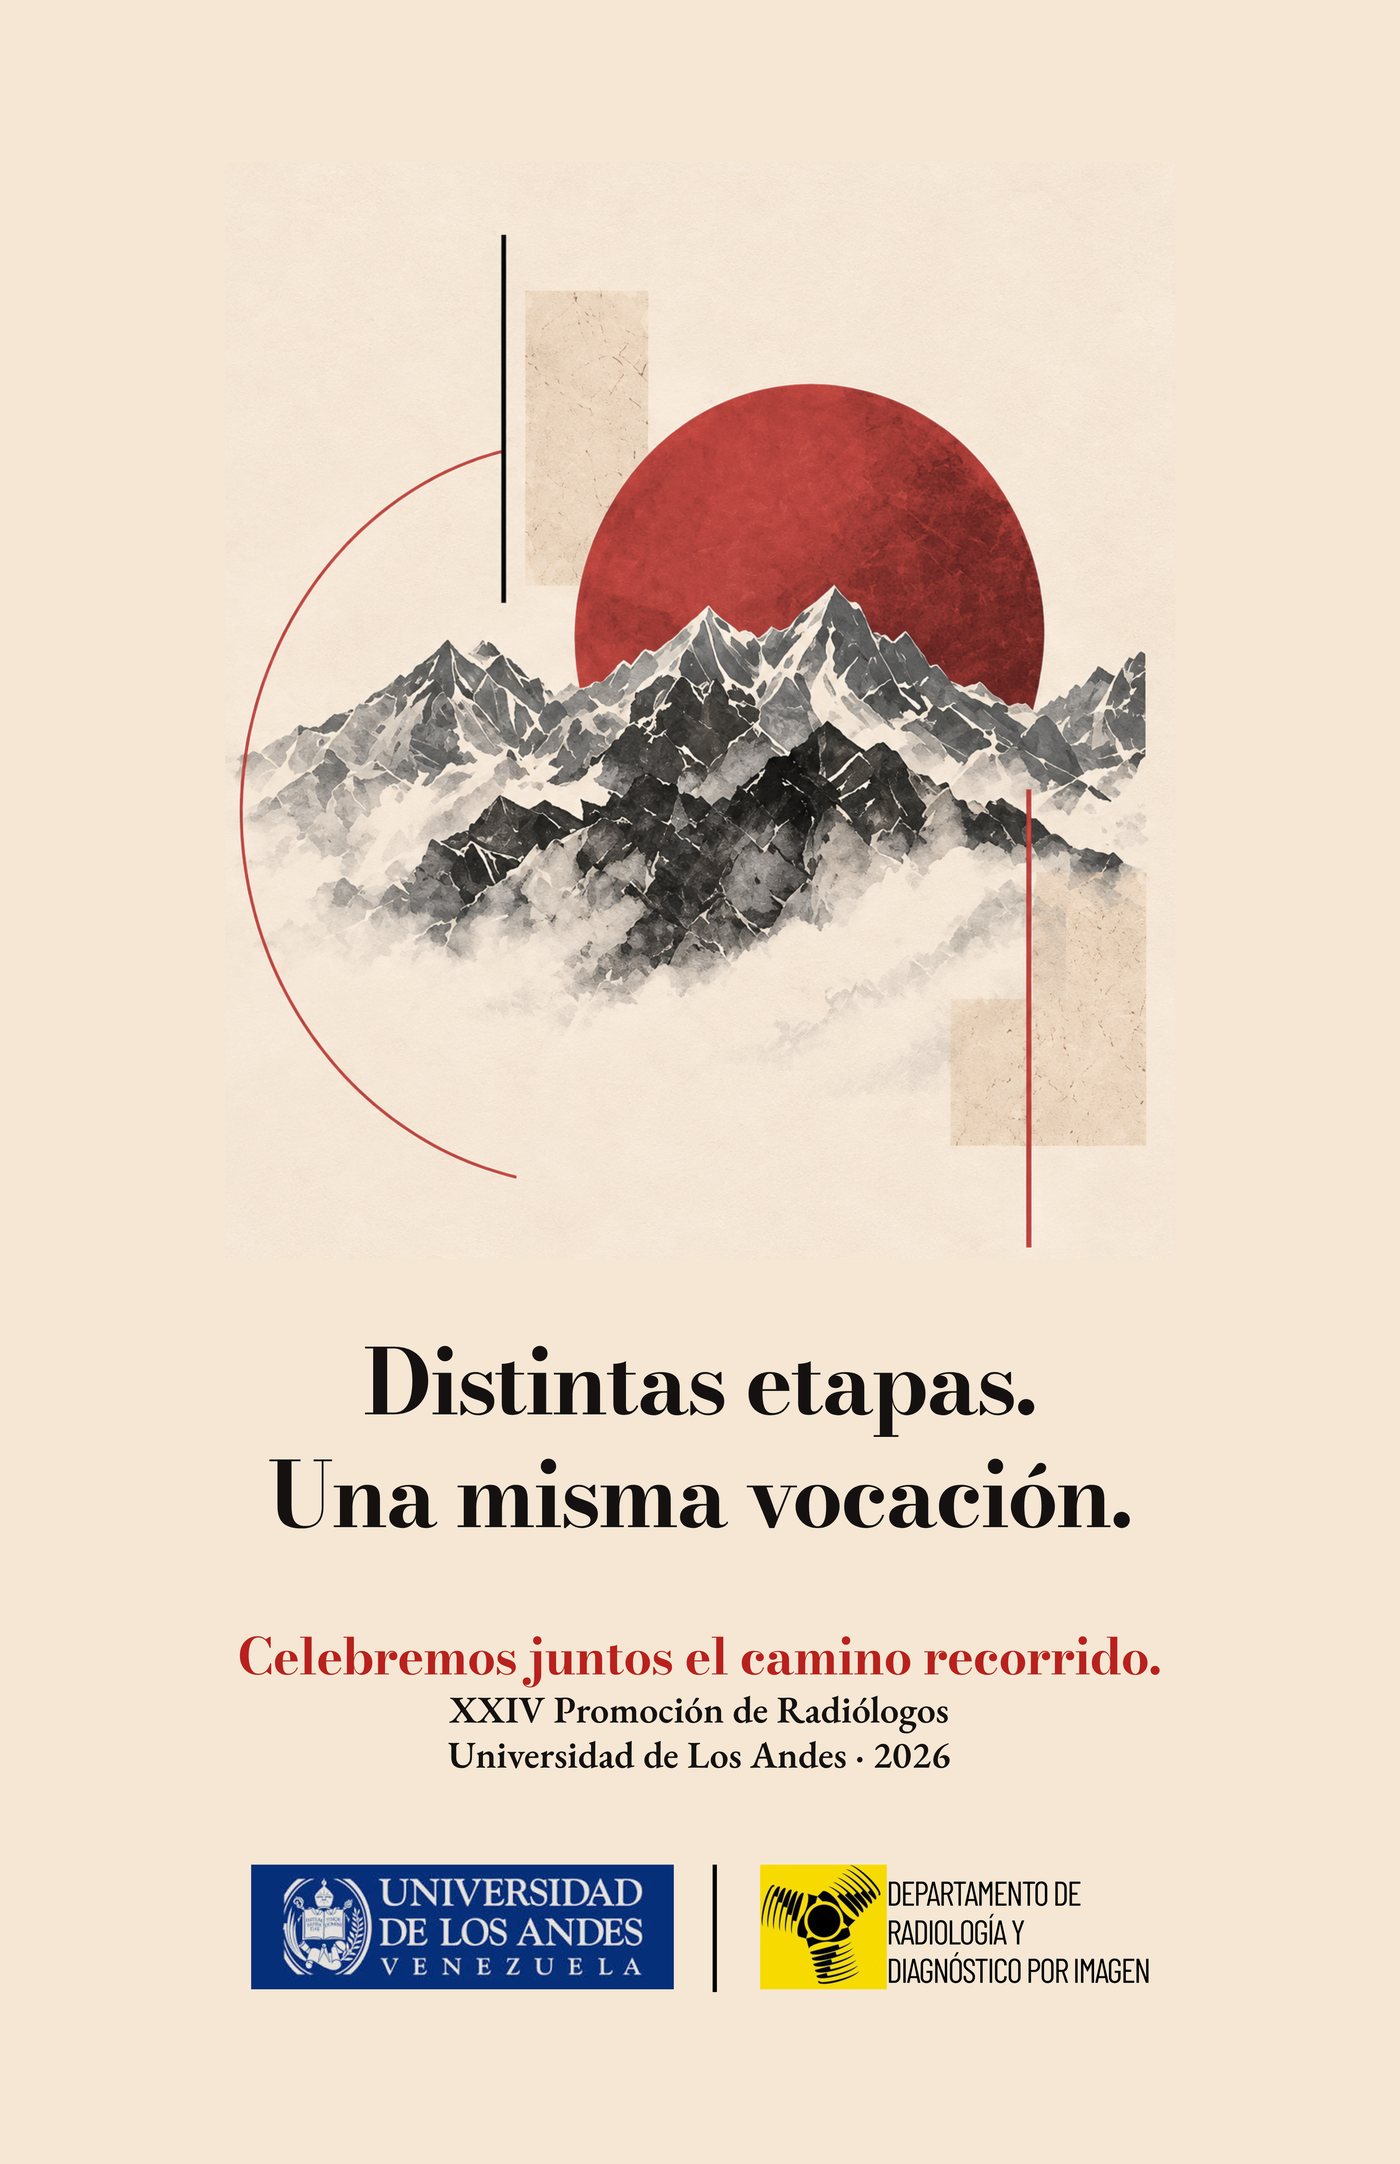 Distintas etapas.
Una misma vocación.
Celebremos juntos el camino recorrido.
XXIV Promoción de Radiólogos
Universidad de Los Andes · 2026
UNIVERSIDAD
DE LOS ANDES
VENEZUELA
DEPARTAMENTO DE
RADIOLOGÍA Y
DIAGNÓSTICO POR IMAGEN